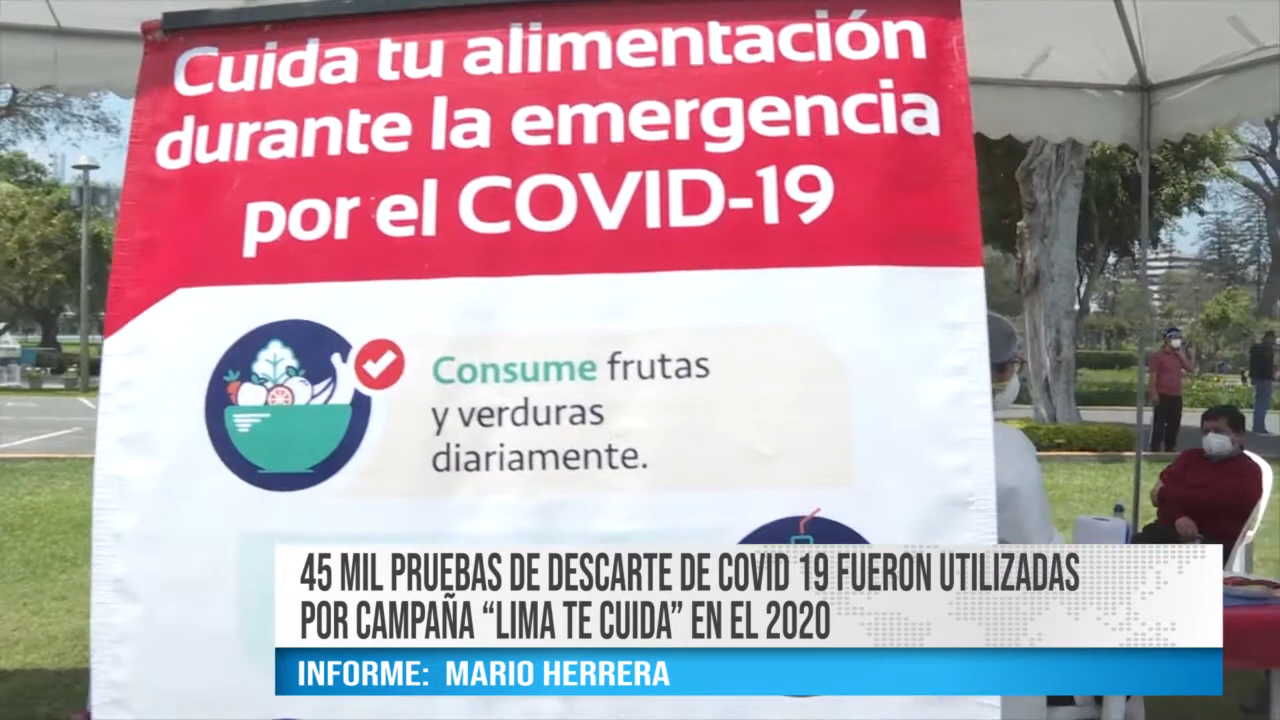 Cuida tu alimentación
durante la emergencia
por el COVID-19
Consume frutas
y verduras
diariamente.
45 MIL PRUEBAS DE DESCARTE DE COVID 19 FUERON UTILIZADAS
POR CAMPAÑA “LIMA TE CUIDA” EN EL 2020
INFORME: MARIO HERRERA